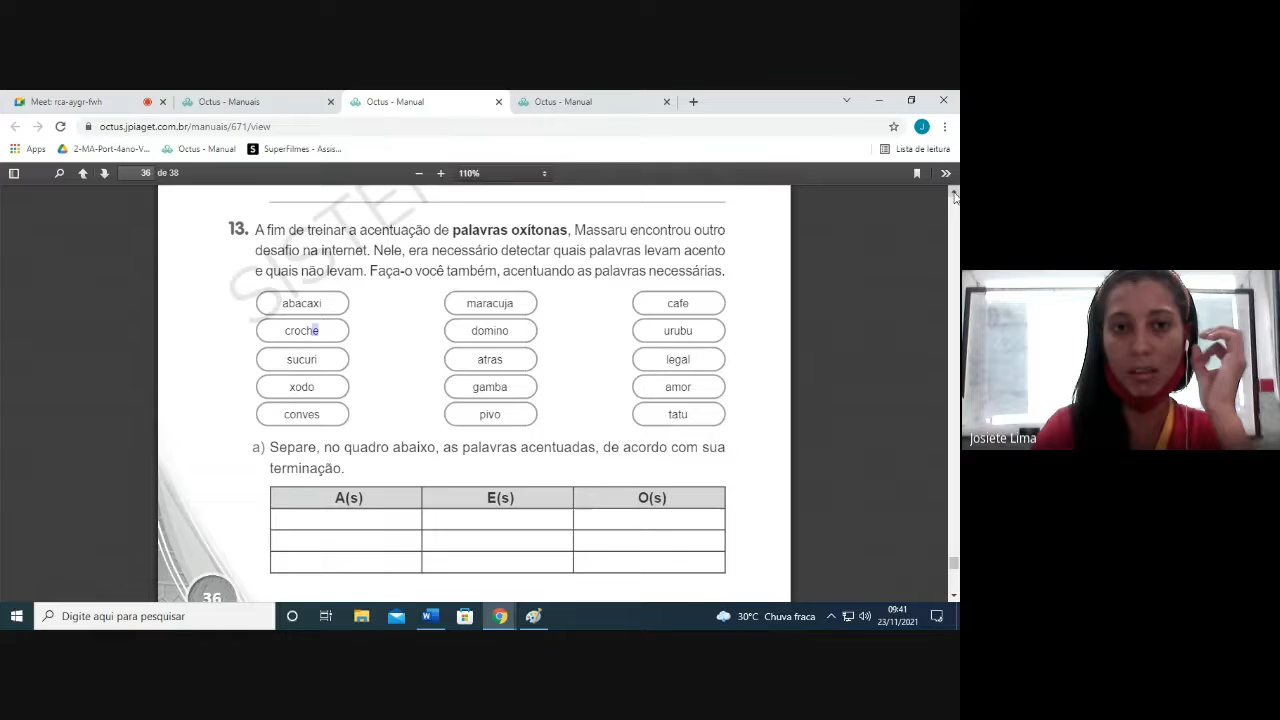 Meet: rca-aygr-fwh
Octus - Manuais
Octus - Manual
Octus - Manual
octus.jpiaget.com.br/manuais/671/view
J
Apps
2-MA-Port-4ano-V...
Octus - Manual
S
SuperFilmes - Assis...
Lista de leitura
36 de 38
110%
SISTE
13. A fim de treinar a acentuação de palavras oxítonas, Massaru encontrou outro
desafio na internet. Nele, era necessário detectar quais palavras levam acento
e quais não levam. Faça-o você também, acentuando as palavras necessárias.
abacaxi maracuja cafe
croche domino urubu
sucuri atras legal
xodo gamba amor
conves pivo tatu
a) Separe, no quadro abaixo, as palavras acentuadas, de acordo com sua
terminação.
A(s) E(s) O(s)
36
Josiete Lima
Digite aqui para pesquisar
30°C Chuva fraca
09:41
23/11/2021